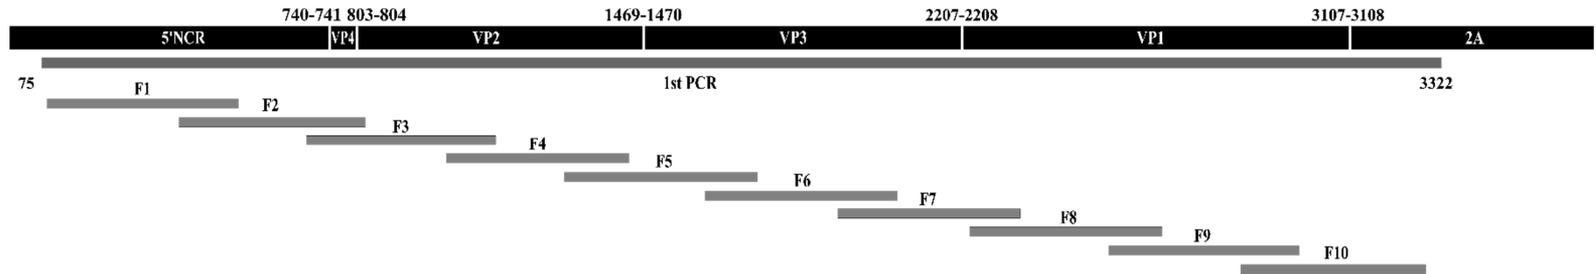 740-741 803-804 1469-1470 2207-2208 3107-3108
5'NCR VP4 VP2 VP3 VP1 2A
75 1st PCR 3322
F1
F2
F3
F4
F5
F6
F7
F8
F9
F10